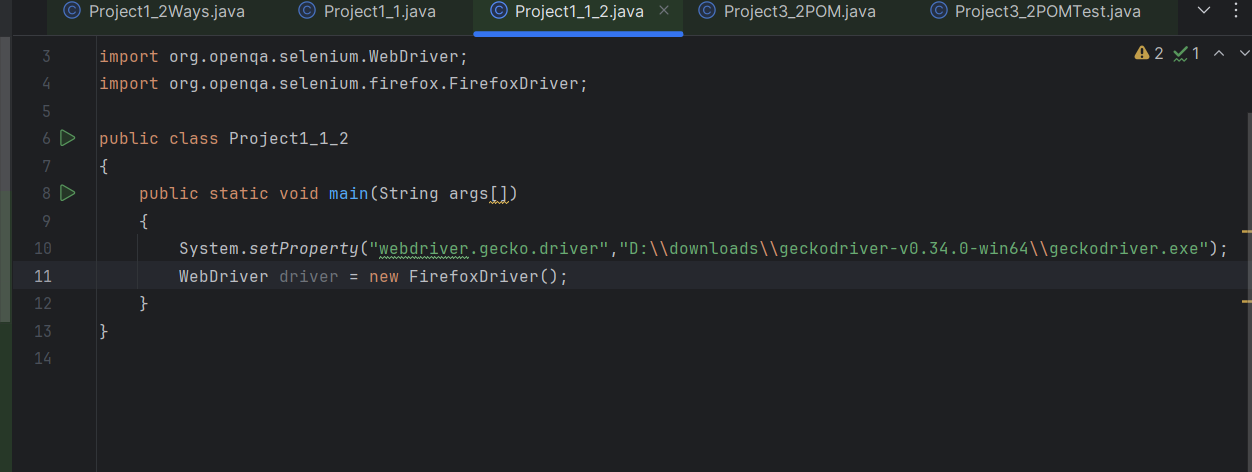 Project1_2Ways.java Project1_1.java Project1_1_2.java Project3_2POM.java Project3_2POMTest.java
2 1
3 import org.openqa.selenium.WebDriver;
4 import org.openqa.selenium.firefox.FirefoxDriver;
5
6 public class Project1_1_2
7 {
8 public static void main(String args[])
9 {
10 System.setProperty("webdriver.gecko.driver","D:\\downloads\\geckodriver-v0.34.0-win64\\geckodriver.exe");
11 WebDriver driver = new FirefoxDriver();
12 }
13 }
14